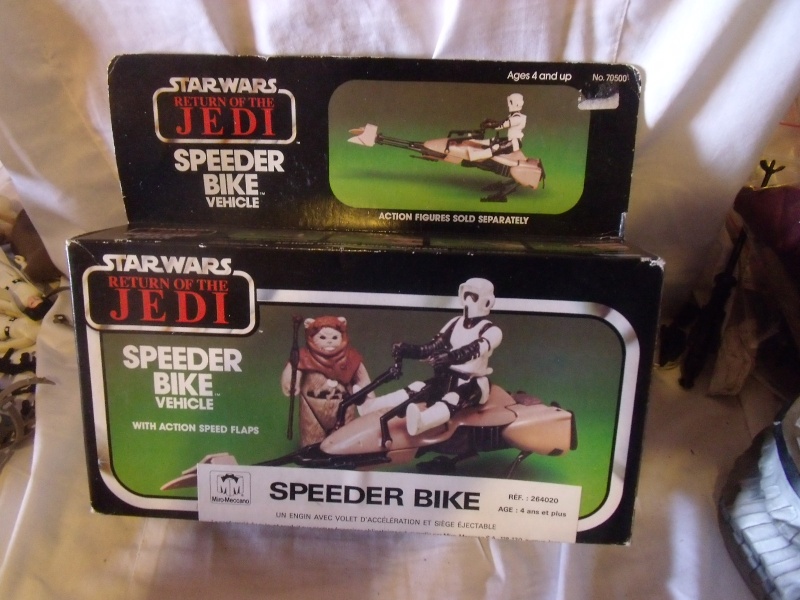 Ages 4 and up No. 70500
STAR WARS
RETURN OF THE
JEDI
SPEEDER
BIKE™
VEHICLE
ACTION FIGURES SOLD SEPARATELY
STAR WARS
RETURN OF THE
JEDI
SPEEDER
BIKE™
VEHICLE
WITH ACTION SPEED FLAPS
Miro-Meccano
SPEEDER BIKE
RÉF. : 264020
AGE : 4 ans et plus
UN ENGIN AVEC VOLET D'ACCÉLÉRATION ET SIÈGE ÉJECTABLE